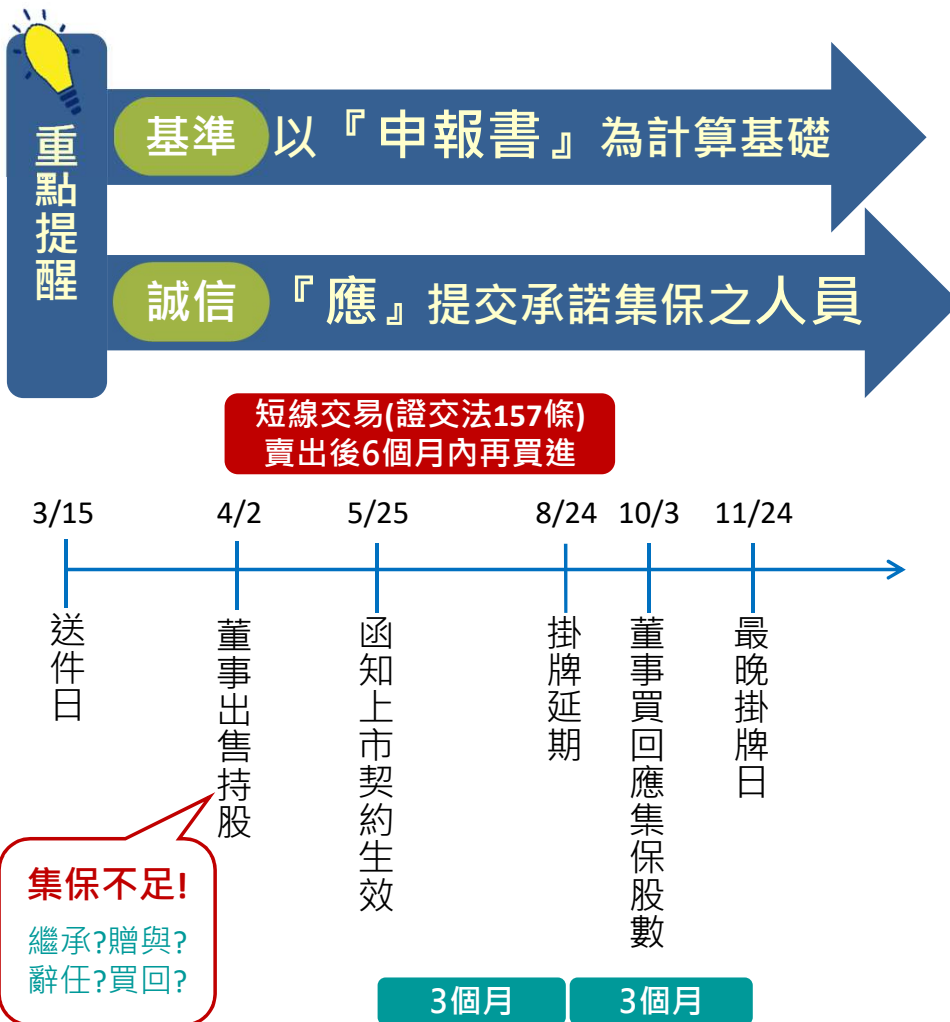 重點提醒
基準 以『申報書』為計算基礎
誠信 『應』提交承諾集保之人員
短線交易(證交法157條)
賣出後6個月內再買進
3/15 4/2 5/25 8/24 10/3 11/24
送件日
董事出售持股
函知上市契約生效
掛牌延期
董事買回應集保股數
最晚掛牌日
集保不足!
繼承?贈與?
辭任?買回?
3個月 3個月